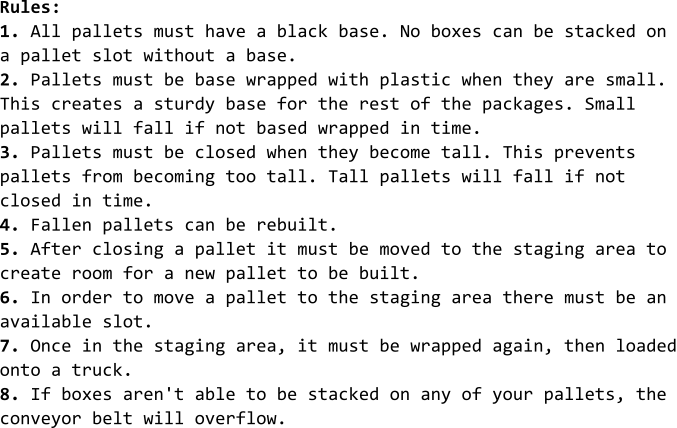 Rules:
1. All pallets must have a black base. No boxes can be stacked on
a pallet slot without a base.
2. Pallets must be base wrapped with plastic when they are small.
This creates a sturdy base for the rest of the packages. Small
pallets will fall if not based wrapped in time.
3. Pallets must be closed when they become tall. This prevents
pallets from becoming too tall. Tall pallets will fall if not
closed in time.
4. Fallen pallets can be rebuilt.
5. After closing a pallet it must be moved to the staging area to
create room for a new pallet to be built.
6. In order to move a pallet to the staging area there must be an
available slot.
7. Once in the staging area, it must be wrapped again, then loaded
onto a truck.
8. If boxes aren't able to be stacked on any of your pallets, the
conveyor belt will overflow.